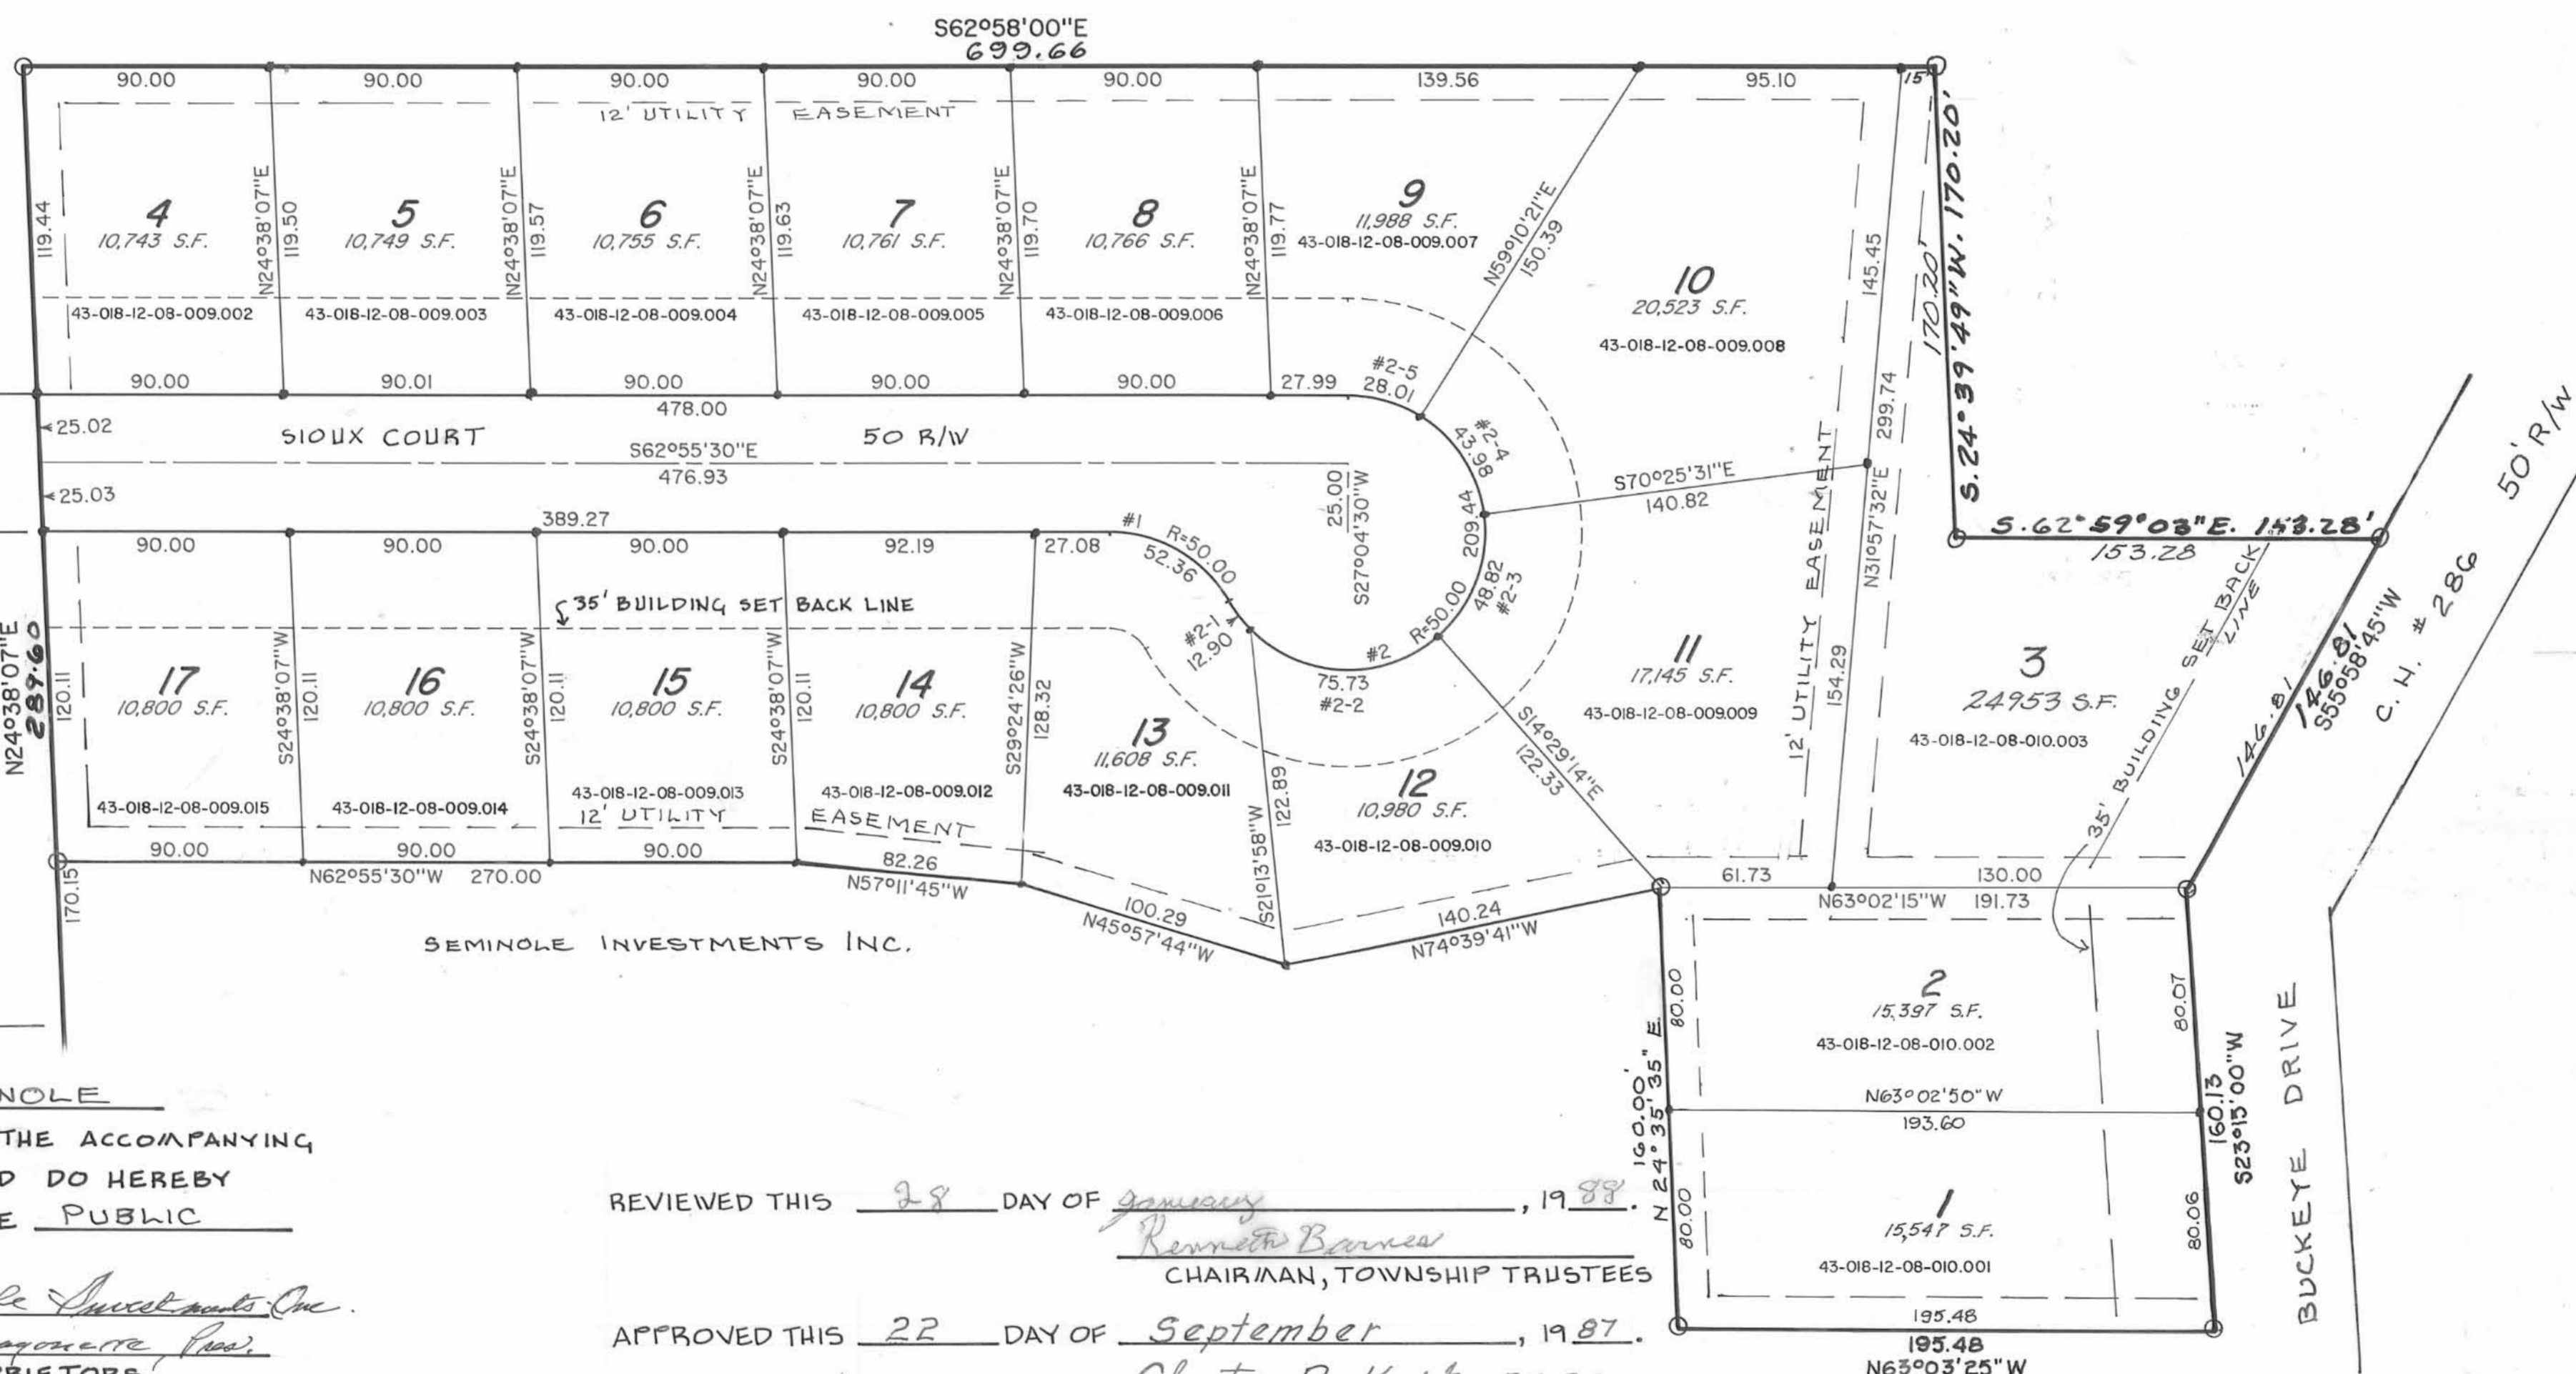 S62°58'00"E
699.66
90.00
90.00
90.00
90.00
90.00
139.56
95.10
15'
12' UTILITY EASEMENT
119.44
4
10,743 S.F.
43-018-12-08-009.002
N24°38'07"E
119.50
5
10,749 S.F.
43-018-12-08-009.003
N24°38'07"E
119.57
6
10,755 S.F.
43-018-12-08-009.004
N24°38'07"E
119.63
7
10,761 S.F.
43-018-12-08-009.005
N24°38'07"E
119.70
8
10,766 S.F.
43-018-12-08-009.006
N24°38'07"E
119.77
9
11,988 S.F.
43-018-12-08-009.007
N59°10'21"E
150.39
10
20,523 S.F.
43-018-12-08-009.008
145.45
299.74
N31°57'32"E
154.29
170.20'
S.24°39'49"W. 170.20'
90.00
90.01
90.00
90.00
90.00
27.99
#2-5
28.01
478.00
25.02
SIOUX COURT
50 R/W
S62°55'30"E
476.93
25.03
25.00
S27°04'30"W
#2-4
43.98
209.44
48.82
#2-3
R=50.00
S70°25'31"E
140.82
12' UTILITY EASEMENT
S.62°59°03"E. 153.28'
153.28
50' R/W
C.H. # 286
389.27
90.00
90.00
90.00
92.19
27.08
#1
R=50.00
52.36
#2-1
12.90
#2
75.73
#2-2
35' BUILDING SET BACK LINE
N24°38'07"E
289.60
120.11
17
10,800 S.F.
43-018-12-08-009.015
S24°38'07"W
120.11
16
10,800 S.F.
43-018-12-08-009.014
S24°38'07"W
120.11
15
10,800 S.F.
43-018-12-08-009.013
S24°38'07"W
120.11
14
10,800 S.F.
43-018-12-08-009.012
S29°24'26"W
128.32
13
11,608 S.F.
43-018-12-08-009.011
S21°13'58"W
122.89
12
10,980 S.F.
43-018-12-08-009.010
S14°29'14"E
122.33
11
17,145 S.F.
43-018-12-08-009.009
3
24953 S.F.
43-018-12-08-010.003
35' BUILDING SET BACK LINE
146.81
146.81
S55°58'45"W
12' UTILITY EASEMENT
90.00
90.00
90.00
N62°55'30"W 270.00
82.26
N57°11'45"W
100.29
N45°57'44"W
140.24
N74°39'41"W
61.73
130.00
N63°02'15"W 191.73
170.15
SEMINOLE INVESTMENTS INC.
80.00
2
15,397 S.F.
43-018-12-08-010.002
80.07
N63°02'50"W
193.60
160.00'
N 24°35'35" E
160.13
S23°15'00"W
BUCKEYE DRIVE
80.00
1
15,547 S.F.
43-018-12-08-010.001
80.06
195.48
195.48
N63°03'25"W
NOLE
THE ACCOMPANYING
D DO HEREBY
E PUBLIC
le Investments Inc.
Pres.
REVIEWED THIS 28 DAY OF January, 1988.
Kenneth Barnes
CHAIRMAN, TOWNSHIP TRUSTEES
APPROVED THIS 22 DAY OF September, 1987.